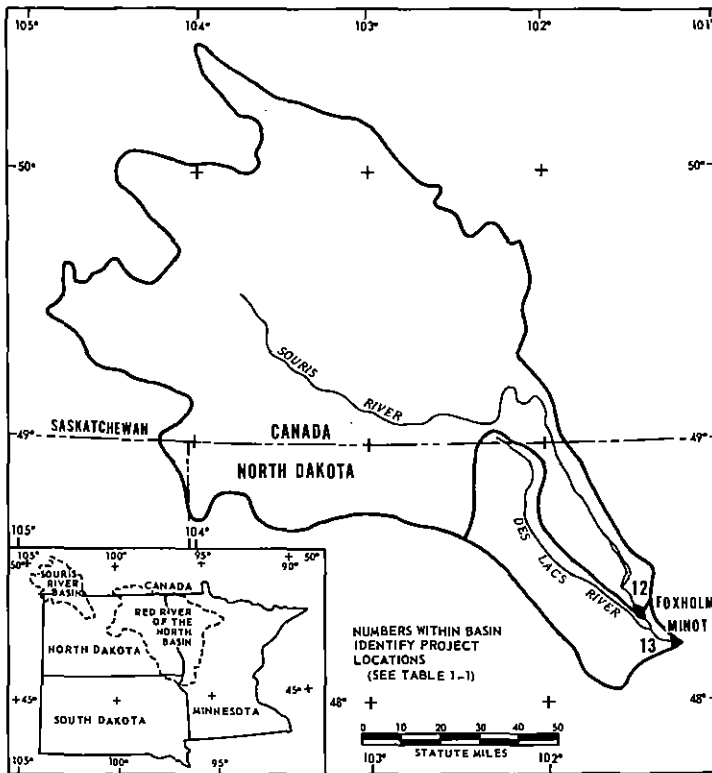 105° 104° 103° 102° 101°
50° 50°
SOURIS
RIVER
SASKATCHEWAN CANADA
49° 49°
NORTH DAKOTA
DES LACS
RIVER
105° 104°
12
FOXHOLM
MINOT
13
NUMBERS WITHIN BASIN
IDENTIFY PROJECT
LOCATIONS
(SEE TABLE 1-1)
48° 48°
0 10 20 30 40 50
STATUTE MILES
103° 102°
100° 95° 90° 50°
50°
SOURIS
RIVER
BASIN
CANADA
RED RIVER
OF THE
NORTH
BASIN
NORTH DAKOTA
45° 45°
MINNESOTA
SOUTH DAKOTA
105° 100° 95°